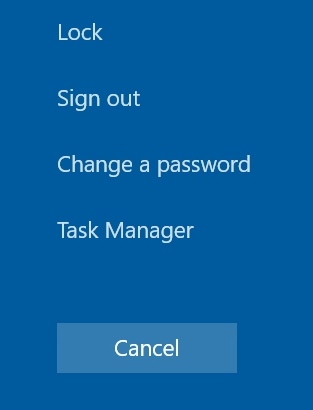 Lock
Sign out
Change a password
Task Manager
Cancel